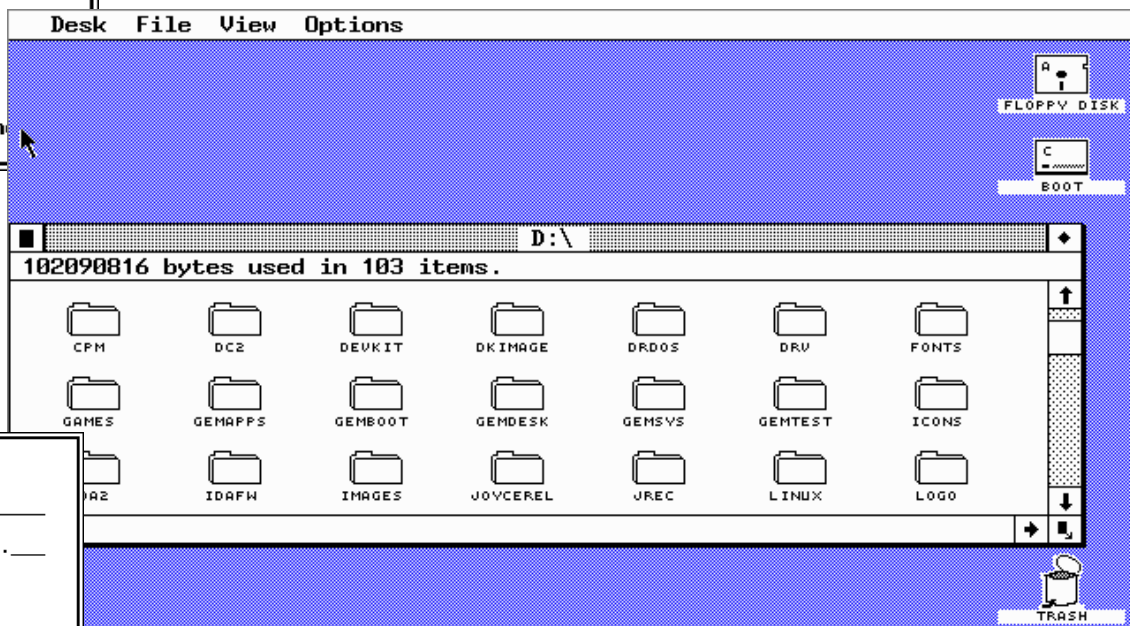 Desk File View Options
A
FLOPPY DISK
C
BOOT
D:\
102090816 bytes used in 103 items.
CPM DC2 DEVKIT DKIMAGE DRDOS DRV FONTS
GAMES GEMAPPS GEMBOOT GEMDESK GEMSYS GEMTEST ICONS
IDAFW IMAGES JOYCEREL JREC LINUX LOGO
TRASH